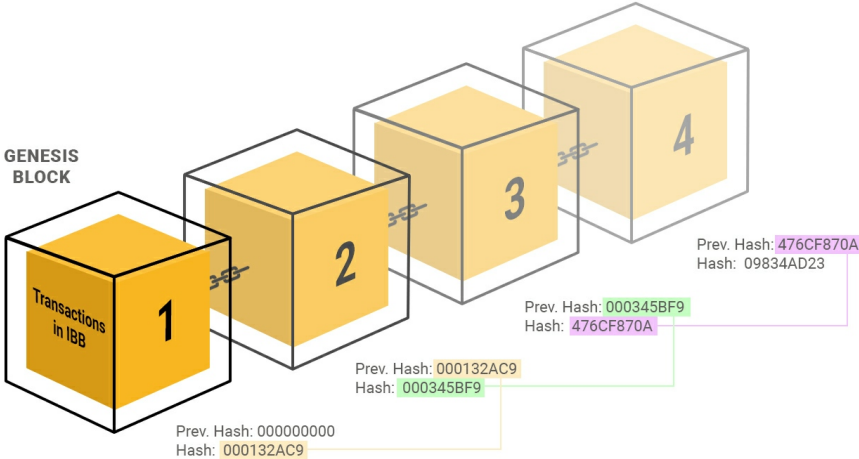 GENESIS
BLOCK
Transactions
in IBB
1
2
3
4
Prev. Hash: 000000000
Hash: 000132AC9
Prev. Hash: 000132AC9
Hash: 000345BF9
Prev. Hash: 000345BF9
Hash: 476CF870A
Prev. Hash: 476CF870A
Hash: 09834AD23